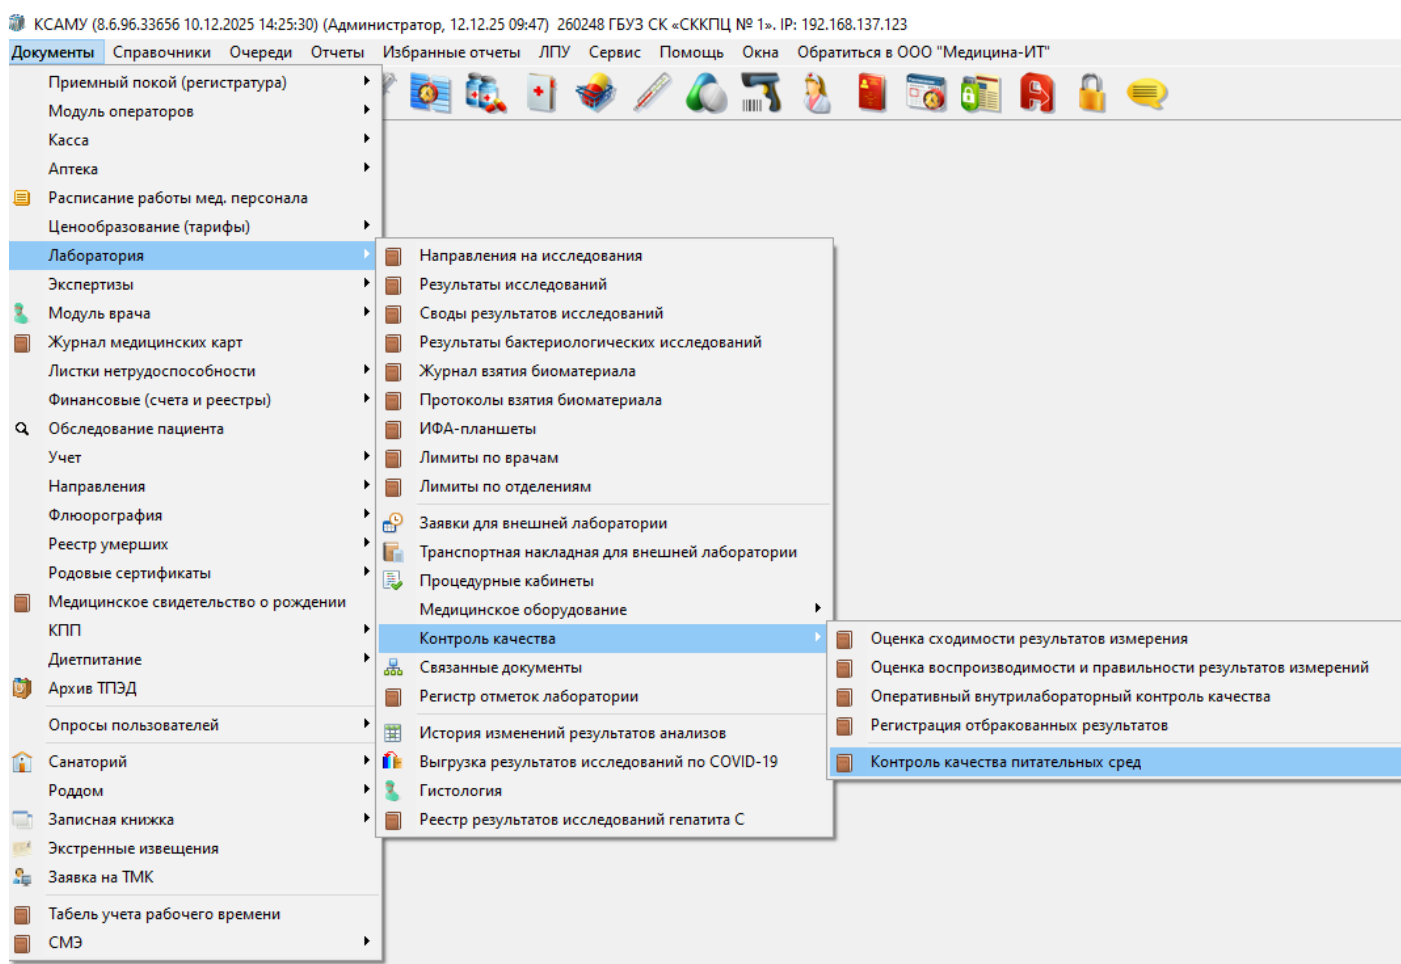 КСАМУ (8.6.96.33656 10.12.2025 14:25:30) (Администратор, 12.12.25 09:47) 260248 ГБУЗ СК «СККПЦ № 1». IP: 192.168.137.123
Документы Справочники Очереди Отчеты Избранные отчеты ЛПУ Сервис Помощь Окна Обратиться в ООО "Медицина-ИТ"
Приемный покой (регистратура)
Модуль операторов
Касса
Аптека
Расписание работы мед. персонала
Ценообразование (тарифы)
Лаборатория
Экспертизы
Модуль врача
Журнал медицинских карт
Листки нетрудоспособности
Финансовые (счета и реестры)
Обследование пациента
Учет
Направления
Флюорография
Реестр умерших
Родовые сертификаты
Медицинское свидетельство о рождении
КПП
Диетпитание
Архив ТПЭД
Опросы пользователей
Санаторий
Роддом
Записная книжка
Экстренные извещения
Заявка на ТМК
Табель учета рабочего времени
СМЭ
Направления на исследования
Результаты исследований
Своды результатов исследований
Результаты бактериологических исследований
Журнал взятия биоматериала
Протоколы взятия биоматериала
ИФА-планшеты
Лимиты по врачам
Лимиты по отделениям
Заявки для внешней лаборатории
Транспортная накладная для внешней лаборатории
Процедурные кабинеты
Медицинское оборудование
Контроль качества
Связанные документы
Регистр отметок лаборатории
История изменений результатов анализов
Выгрузка результатов исследований по COVID-19
Гистология
Реестр результатов исследований гепатита С
Оценка сходимости результатов измерения
Оценка воспроизводимости и правильности результатов измерений
Оперативный внутрилабораторный контроль качества
Регистрация отбракованных результатов
Контроль качества питательных сред